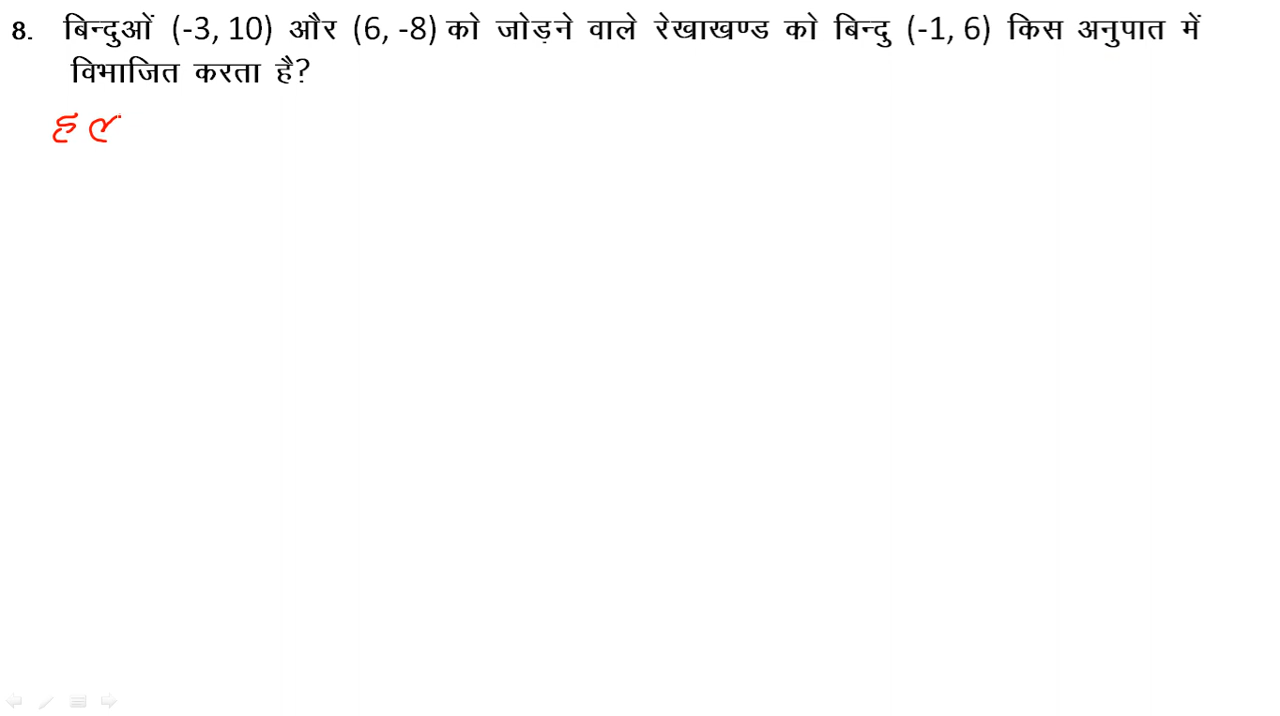 8. बिन्दुओं (-3, 10) और (6, -8) को जोड़ने वाले रेखाखण्ड को बिन्दु (-1, 6) किस अनुपात में
विभाजित करता है?